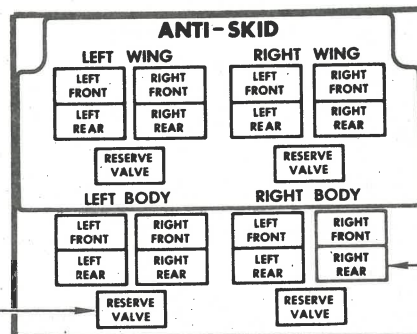 ANTI-SKID
LEFT WING RIGHT WING
LEFT FRONT RIGHT FRONT LEFT FRONT RIGHT FRONT
LEFT REAR RIGHT REAR LEFT REAR RIGHT REAR
RESERVE VALVE RESERVE VALVE
LEFT BODY RIGHT BODY
LEFT FRONT RIGHT FRONT LEFT FRONT RIGHT FRONT
LEFT REAR RIGHT REAR LEFT REAR RIGHT REAR
RESERVE VALVE RESERVE VALVE